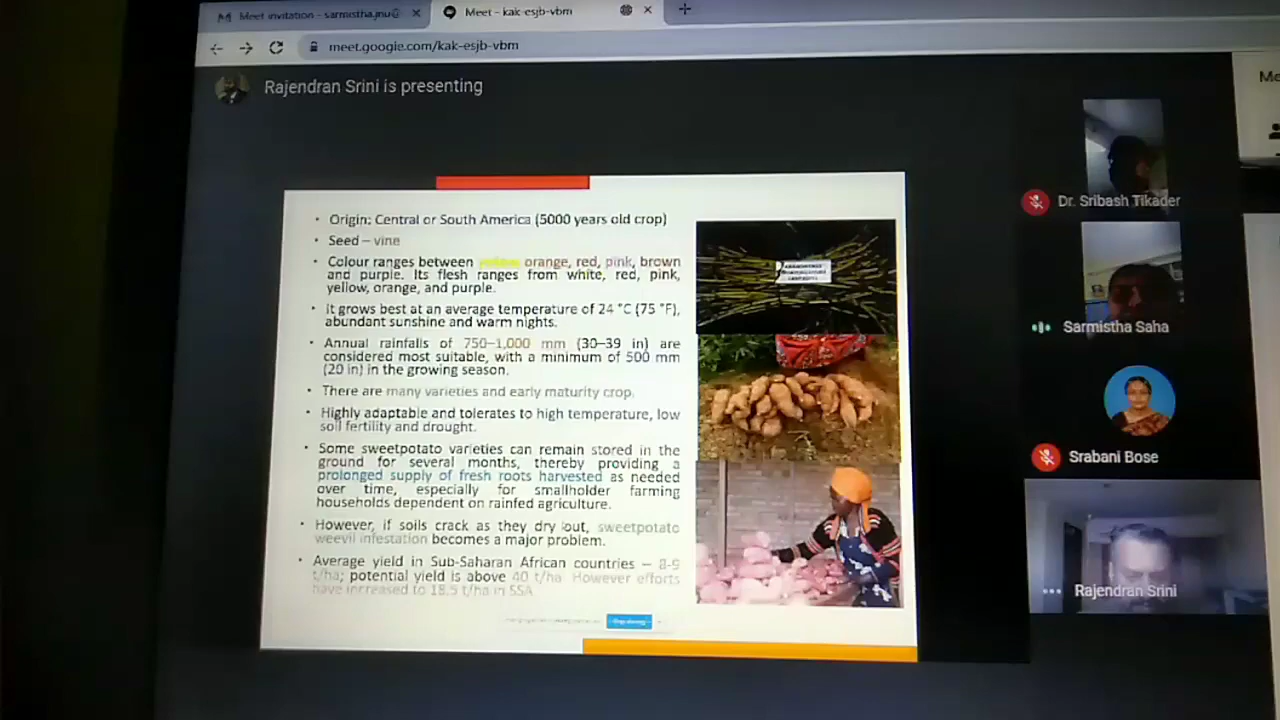 Meet invitation - sarmistha.jnu@
Meet - kak-esjb-vbm
meet.google.com/kak-esjb-vbm
Rajendran Srini is presenting
Me
• Origin: Central or South America (5000 years old crop)
• Seed – vine
• Colour ranges between yellow, orange, red, pink, brown
and purple. Its flesh ranges from white, red, pink,
yellow, orange, and purple.
• It grows best at an average temperature of 24 °C (75 °F),
abundant sunshine and warm nights.
• Annual rainfalls of 750–1,000 mm (30–39 in) are
considered most suitable, with a minimum of 500 mm
(20 in) in the growing season.
• There are many varieties and early maturity crop.
• Highly adaptable and tolerates to high temperature, low
soil fertility and drought.
• Some sweetpotato varieties can remain stored in the
ground for several months, thereby providing a
prolonged supply of fresh roots harvested as needed
over time, especially for smallholder farming
households dependent on rainfed agriculture.
• However, if soils crack as they dry out, sweetpotato
weevil infestation becomes a major problem.
• Average yield in Sub-Saharan African countries – 8-9
t/ha; potential yield is above 40 t/ha. However efforts
have increased to 18.5 t/ha in SSA
Dr. Sribash Tikader
Sarmistha Saha
Srabani Bose
Rajendran Srini